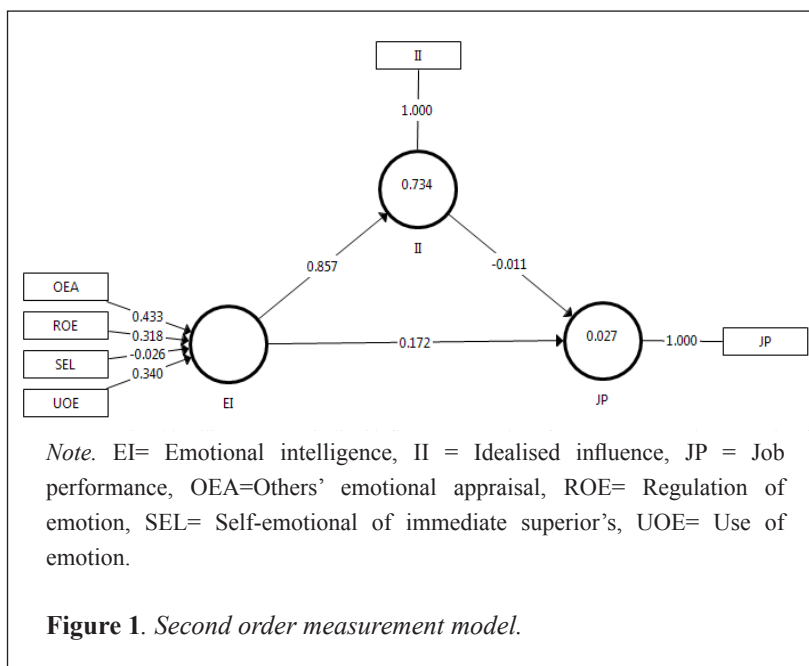 II
1.000
0.734
II
0.857
-0.011
OEA
0.433
ROE
0.318
SEL
-0.026
UOE
0.340
EI
0.172
0.027
JP
1.000
JP
Note. EI= Emotional intelligence, II = Idealised influence, JP = Job
performance, OEA=Others’ emotional appraisal, ROE= Regulation of
emotion, SEL= Self-emotional of immediate superior’s, UOE= Use of
emotion.
Figure 1. Second order measurement model.